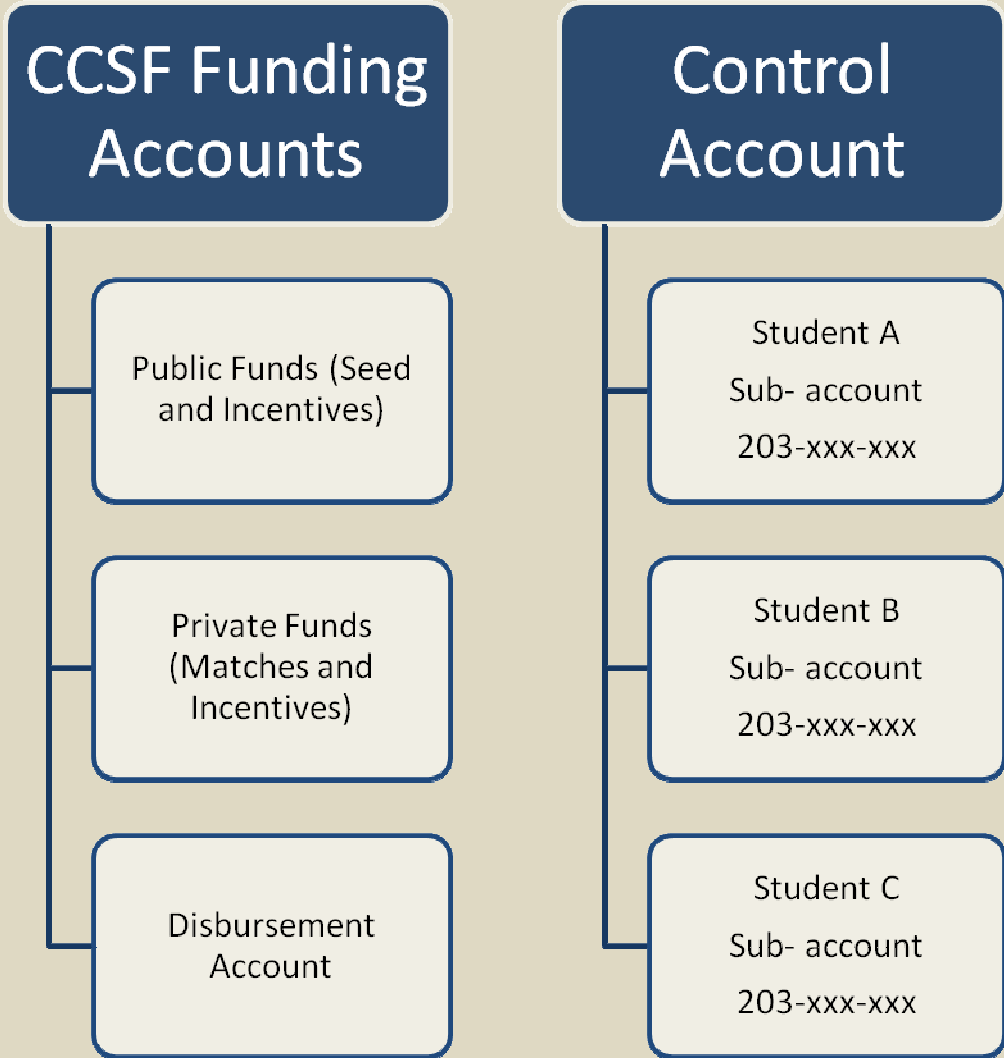 CCSF Funding
Accounts
Public Funds (Seed
and Incentives)
Private Funds
(Matches and
Incentives)
Disbursement
Account
Control
Account
Student A
Sub- account
203-xxx-xxx
Student B
Sub- account
203-xxx-xxx
Student C
Sub- account
203-xxx-xxx